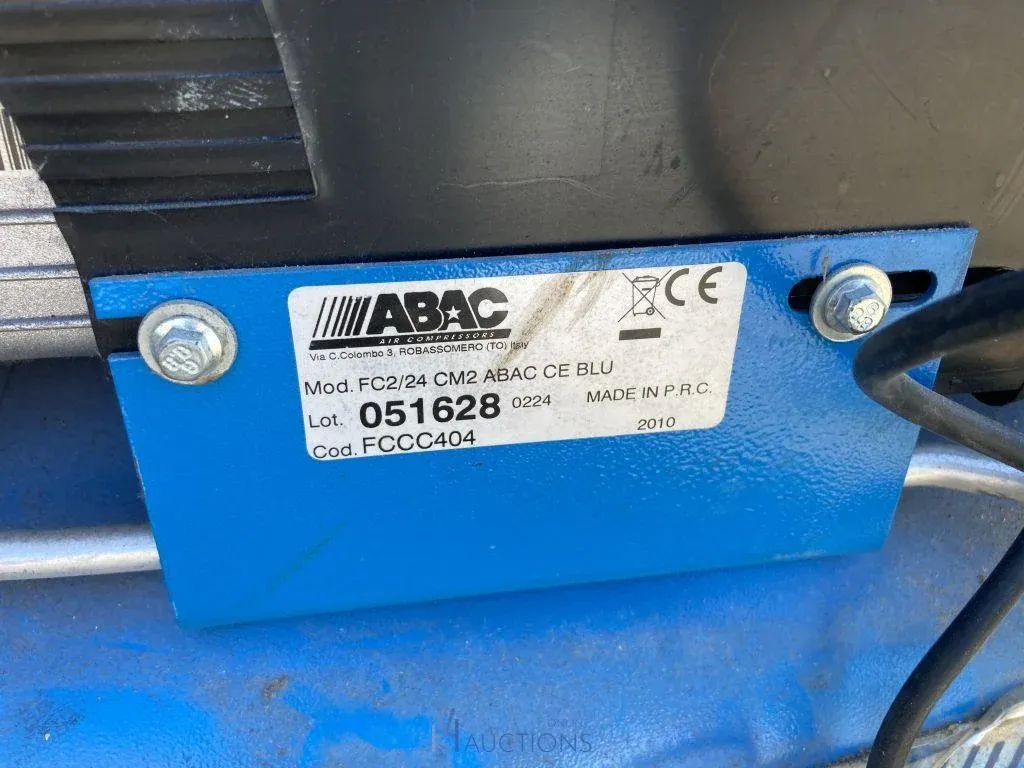 ABAC
AIR COMPRESSORS
Via C.Colombo 3, ROBASSOMERO (TO) Italy
CE
Mod. FC2/24 CM2 ABAC CE BLU
Lot. 051628 0224 MADE IN P.R.C.
Cod. FCCC404 2010
ONLINE
AUCTIONS